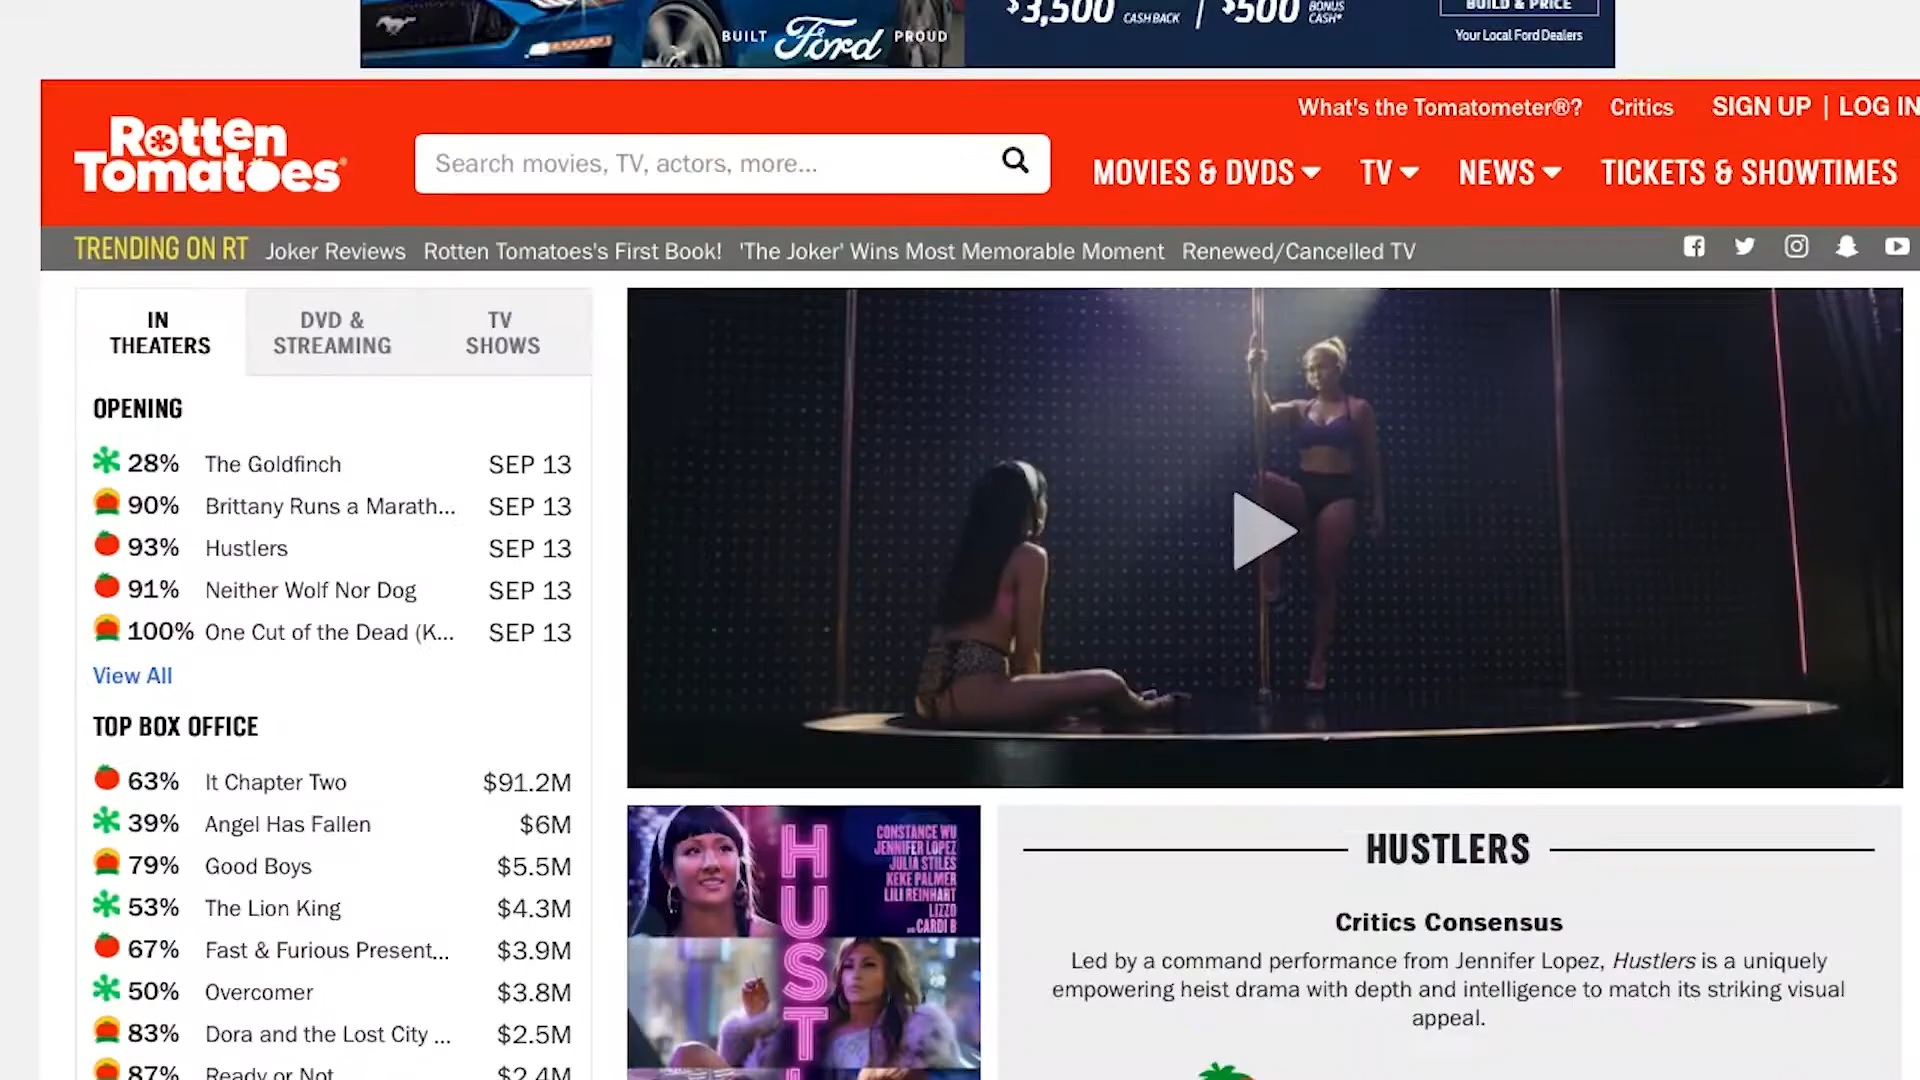 $3,500 CASH BACK | $500 BONUS CASH*
BUILD & PRICE
BUILT Ford PROUD
Your Local Ford Dealers
What's the Tomatometer®? Critics SIGN UP | LOG IN
Rotten
Tomatoes
Search movies, TV, actors, more...
MOVIES & DVDS TV NEWS TICKETS & SHOWTIMES
TRENDING ON RT Joker Reviews Rotten Tomatoes's First Book! 'The Joker' Wins Most Memorable Moment Renewed/Cancelled TV
IN
THEATERS
DVD &
STREAMING
TV
SHOWS
OPENING
28% The Goldfinch SEP 13
90% Brittany Runs a Marath... SEP 13
93% Hustlers SEP 13
91% Neither Wolf Nor Dog SEP 13
100% One Cut of the Dead (K... SEP 13
View All
TOP BOX OFFICE
63% It Chapter Two $91.2M
39% Angel Has Fallen $6M
79% Good Boys $5.5M
53% The Lion King $4.3M
67% Fast & Furious Present... $3.9M
50% Overcomer $3.8M
83% Dora and the Lost City ... $2.5M
87% Ready or Not $2.4M
HUSTL
CONSTANCE WU
JENNIFER LOPEZ
JULIA STILES
KEKE PALMER
LILI REINHART
LIZZO
AND CARDI B
HUSTLERS
Critics Consensus
Led by a command performance from Jennifer Lopez, Hustlers is a uniquely
empowering heist drama with depth and intelligence to match its striking visual
appeal.